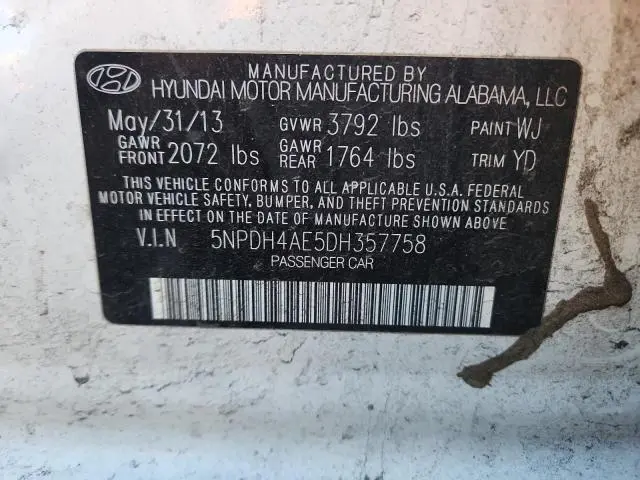 MANUFACTURED BY
HYUNDAI MOTOR MANUFACTURING ALABAMA, LLC
May/31/13 GVWR 3792 lbs PAINT WJ
GAWR FRONT 2072 lbs GAWR REAR 1764 lbs TRIM YD
THIS VEHICLE CONFORMS TO ALL APPLICABLE U.S.A. FEDERAL
MOTOR VEHICLE SAFETY, BUMPER, AND THEFT PREVENTION STANDARDS
IN EFFECT ON THE DATE OF MANUFACTURE SHOWN ABOVE
V.I.N 5NPDH4AE5DH357758
PASSENGER CAR